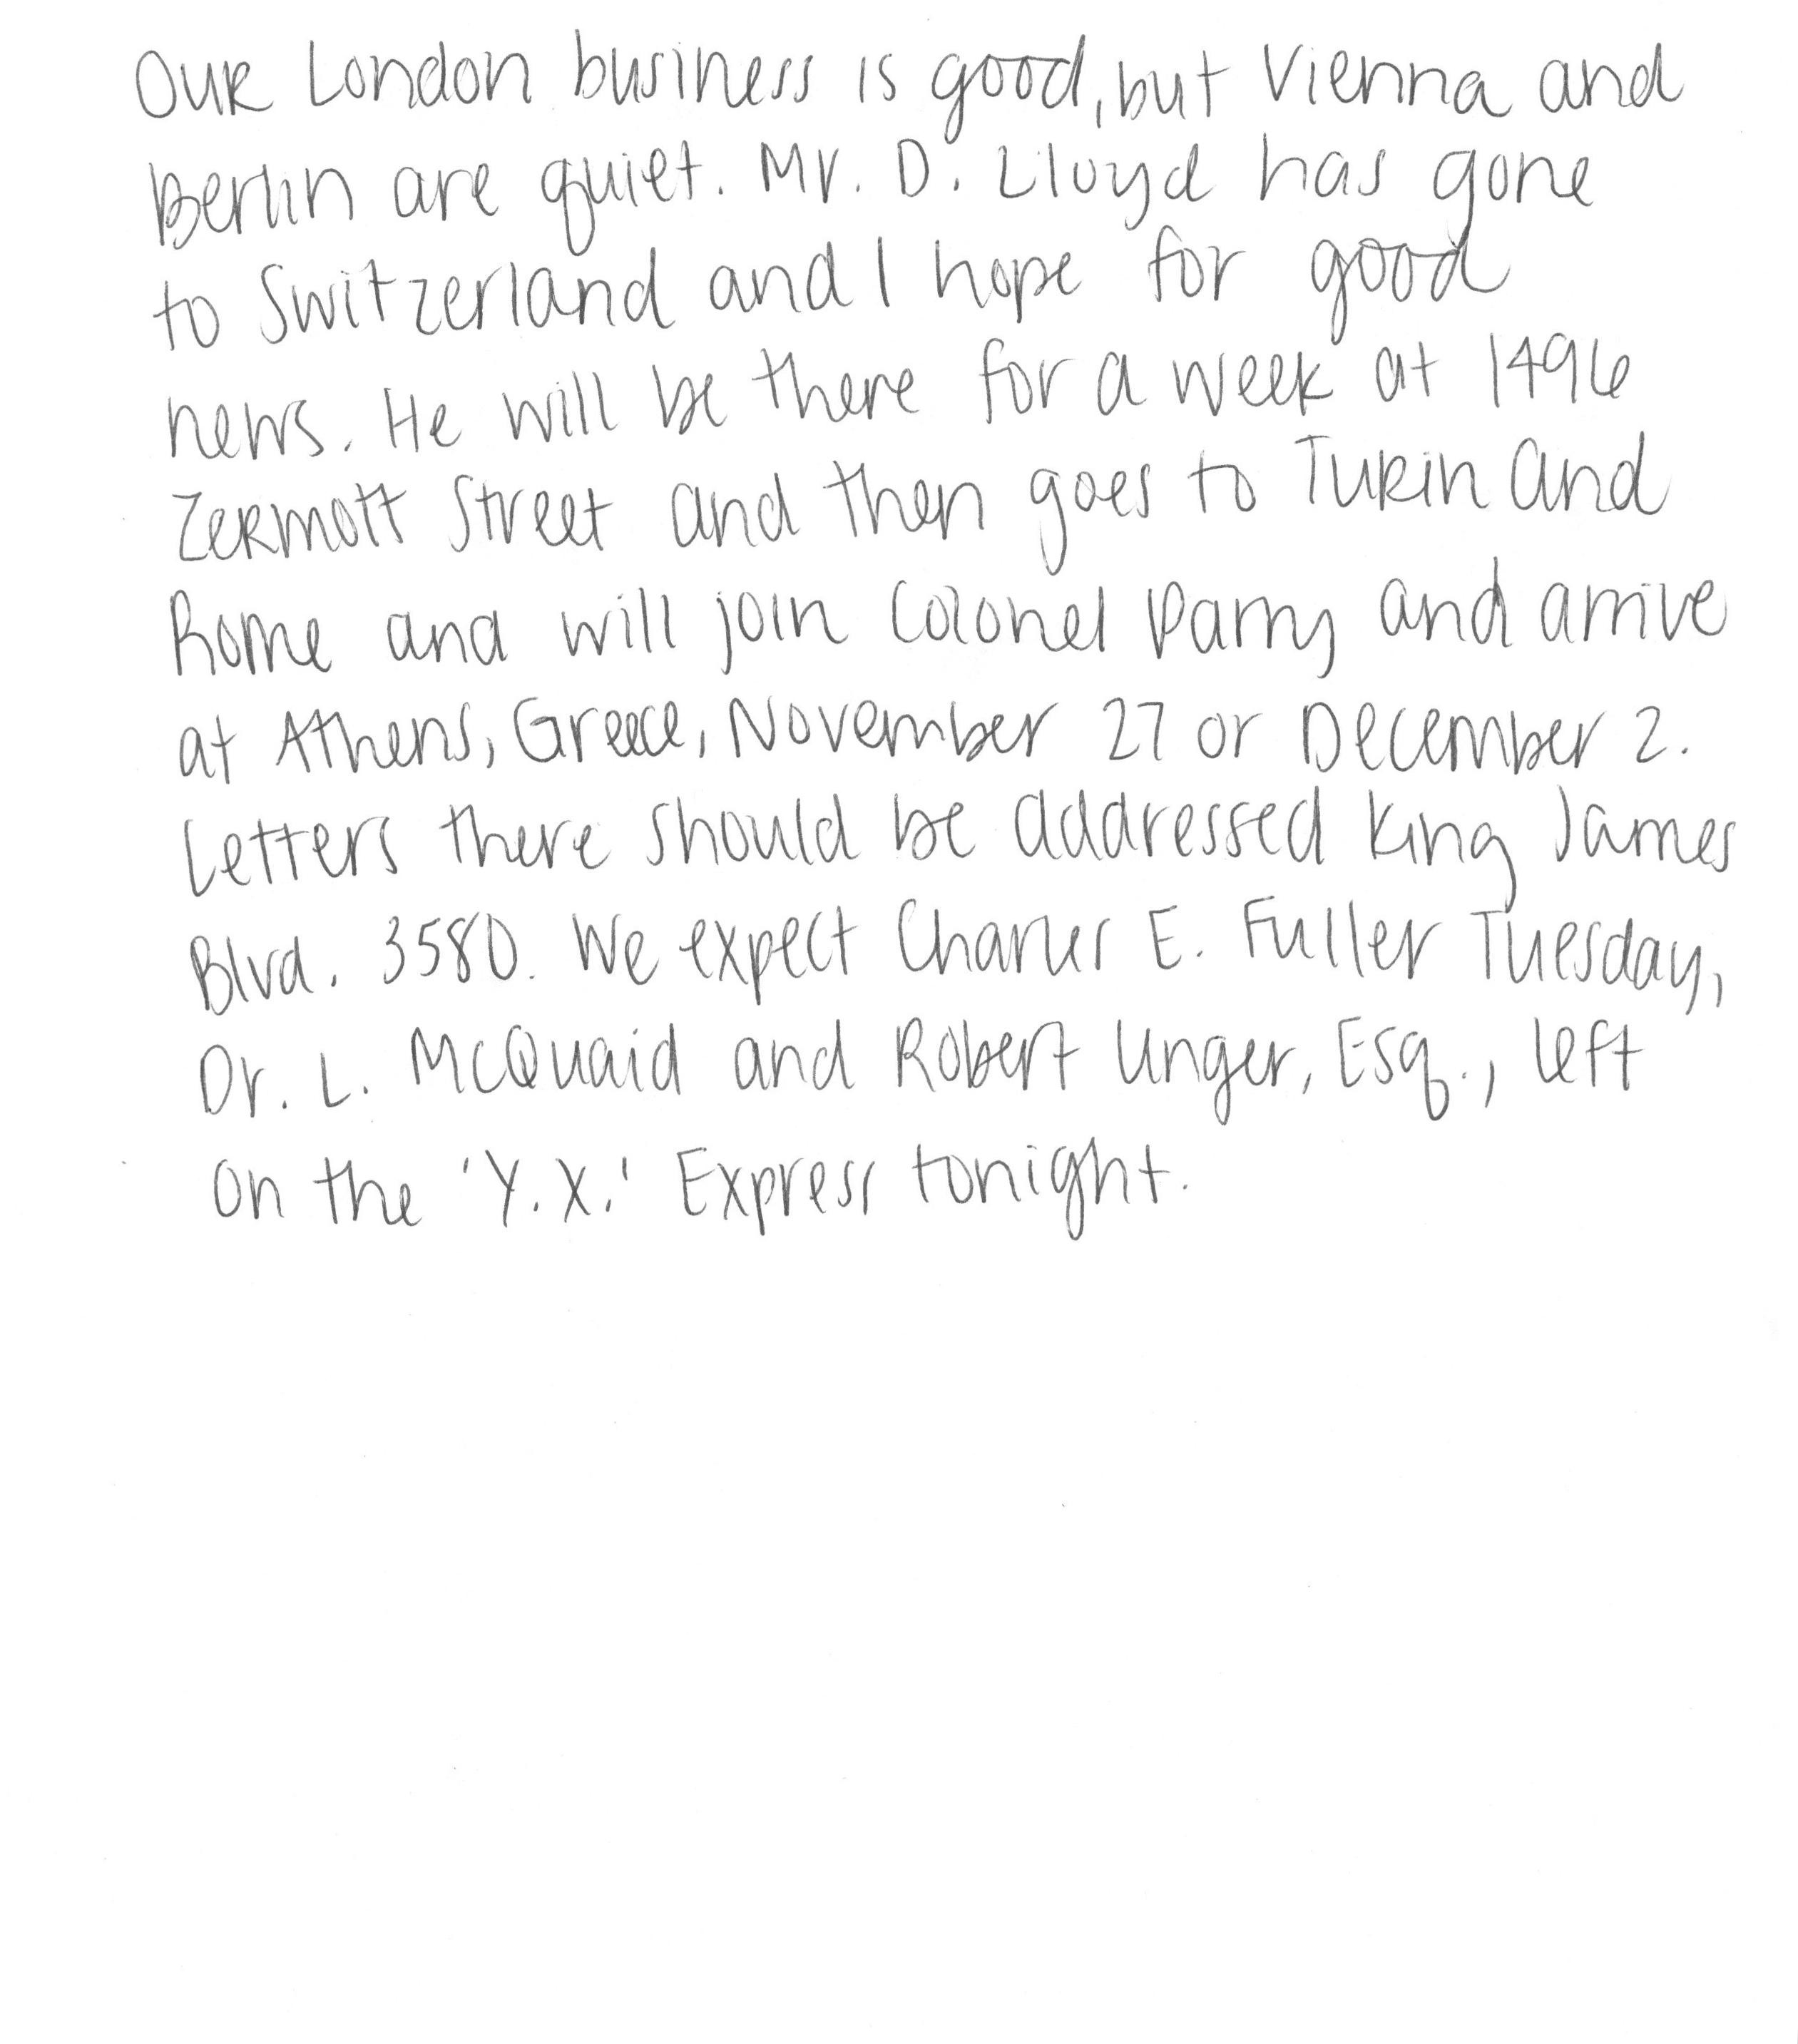 Our London business is good, but Vienna and
Berlin are quiet. Mr. D. Lloyd has gone
to Switzerland and I hope for good
news. He will be there for a week at 1496
Zermott Street and then goes to Turin and
Rome and will join Colonel Parry and arrive
at Athens, Greece, November 27 or December 2.
Letters there should be addressed King James
Blvd. 3580. We expect Charles E. Fuller Tuesday,
Dr. L. McQuaid and Robert Unger, Esq., left
on the 'Y.X.' Express tonight.